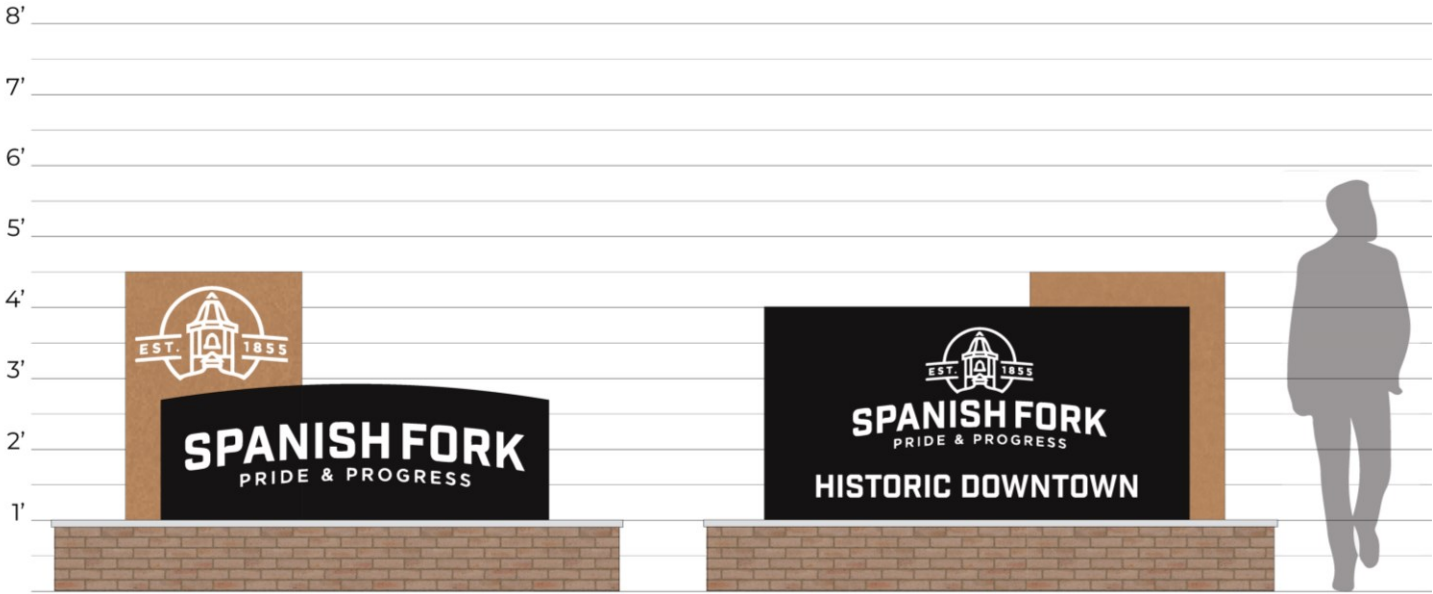 8'
7'
6'
5'
4'
3'
2'
1'
EST. 1855
SPANISH FORK
PRIDE & PROGRESS
EST. 1855
SPANISH FORK
PRIDE & PROGRESS
HISTORIC DOWNTOWN